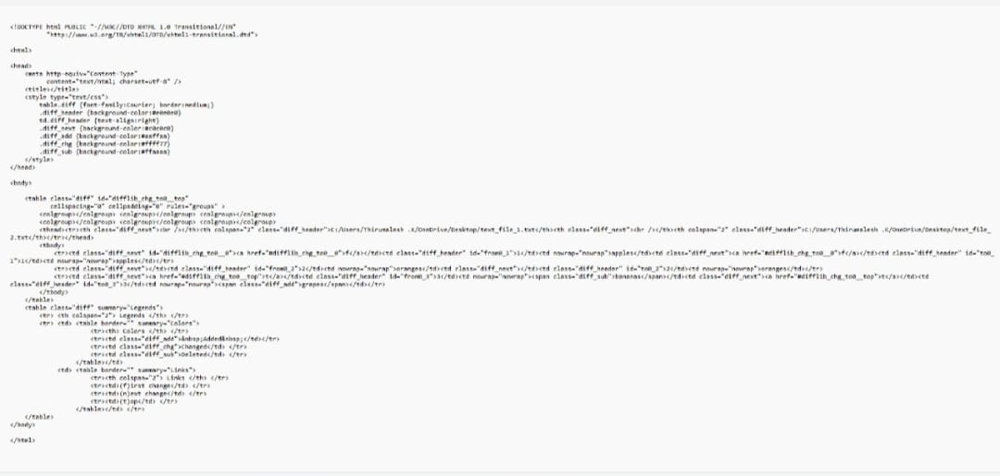 <!DOCTYPE html PUBLIC "-//W3C//DTD XHTML 1.0 Transitional//EN"
"http://www.w3.org/TR/xhtml1/DTD/xhtml1-transitional.dtd">
<html>
<head>
<meta http-equiv="Content-Type"
content="text/html; charset=utf-8" />
<title></title>
<style type="text/css">
table.diff {font-family:Courier; border:medium;}
.diff_header {background-color:#e0e0e0}
td.diff_header {text-align:right}
.diff_next {background-color:#c0c0c0}
.diff_add {background-color:#aaffaa}
.diff_chg {background-color:#ffff77}
.diff_sub {background-color:#ffaaaa}
</style>
</head>
<body>
<table class="diff" id="difflib_chg_to0__top"
cellspacing="0" cellpadding="0" rules="groups" >
<colgroup></colgroup> <colgroup></colgroup> <colgroup></colgroup>
<colgroup></colgroup> <colgroup></colgroup> <colgroup></colgroup>
<thead><tr><th class="diff_next"><br /></th><th colspan="2" class="diff_header">C:/Users/Thirumalesh .K/OneDrive/Desktop/text_file_1.txt</th><th class="diff_next"><br /></th><th colspan="2" class="diff_header">C:/Users/Thirumalesh .K/OneDrive/Desktop/text_file_
2.txt</th></tr></thead>
<tbody>
<tr><td class="diff_next" id="difflib_chg_to0__0"><a href="#difflib_chg_to0__0">f</a></td><td class="diff_header" id="from0_1">1</td><td nowrap="nowrap">apples</td><td class="diff_next"><a href="#difflib_chg_to0__0">f</a></td><td class="diff_header" id="to0_
1">1</td><td nowrap="nowrap">apples</td></tr>
<tr><td class="diff_next"></td><td class="diff_header" id="from0_2">2</td><td nowrap="nowrap">oranges</td><td class="diff_next"></td><td class="diff_header" id="to0_2">2</td><td nowrap="nowrap">oranges</td></tr>
<tr><td class="diff_next"><a href="#difflib_chg_to0__top">t</a></td><td class="diff_header" id="from0_3">3</td><td nowrap="nowrap"><span class="diff_sub">bananas</span></td><td class="diff_next"><a href="#difflib_chg_to0__top">t</a></td><td
class="diff_header" id="to0_3">3</td><td nowrap="nowrap"><span class="diff_add">grapes</span></td></tr>
</tbody>
</table>
<table class="diff" summary="Legends">
<tr> <th colspan="2"> Legends </th> </tr>
<tr> <td> <table border="" summary="Colors">
<tr><th> Colors </th> </tr>
<tr><td class="diff_add">&nbsp;Added&nbsp;</td></tr>
<tr><td class="diff_chg">Changed</td> </tr>
<tr><td class="diff_sub">Deleted</td> </tr>
</table></td>
<td> <table border="" summary="Links">
<tr><th colspan="2"> Links </th> </tr>
<tr><td>(f)irst change</td> </tr>
<tr><td>(n)ext change</td> </tr>
<tr><td>(t)op</td> </tr>
</table></td> </tr>
</table>
</body>
</html>